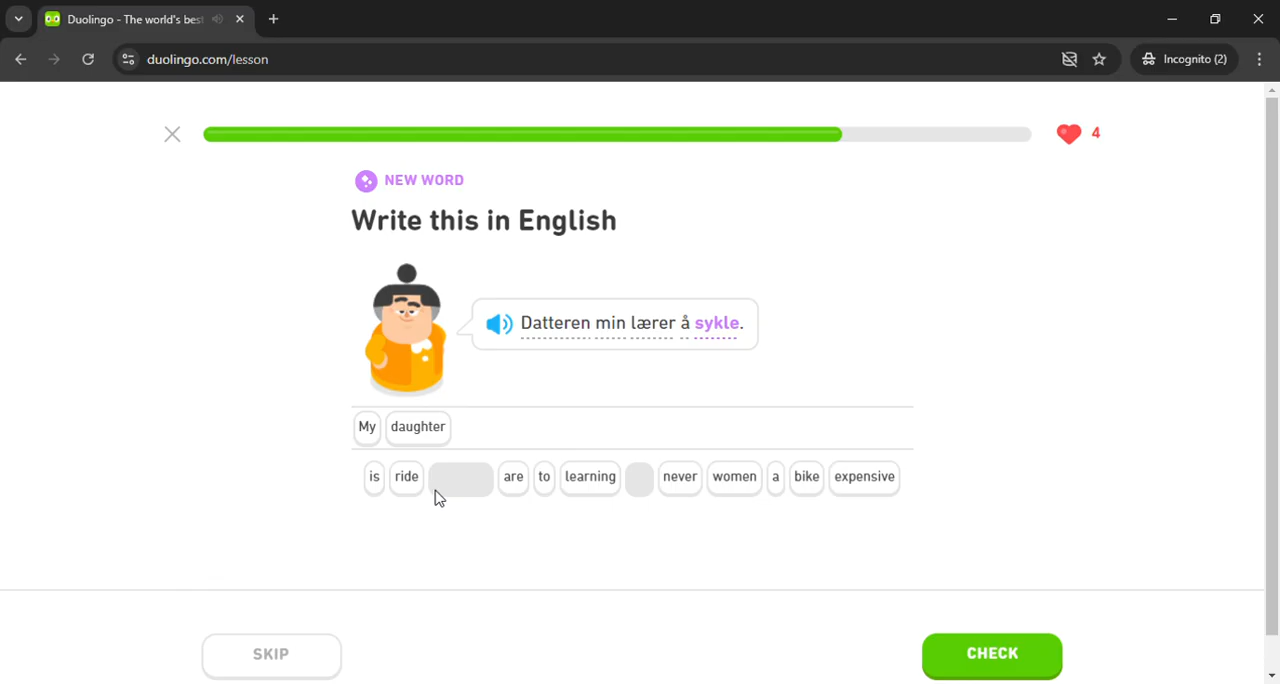 Duolingo - The world's bes
duolingo.com/lesson
Incognito (2)
4
NEW WORD
Write this in English
Datteren min lærer å sykle.
My daughter
is ride are to learning never women a bike expensive
SKIP
CHECK